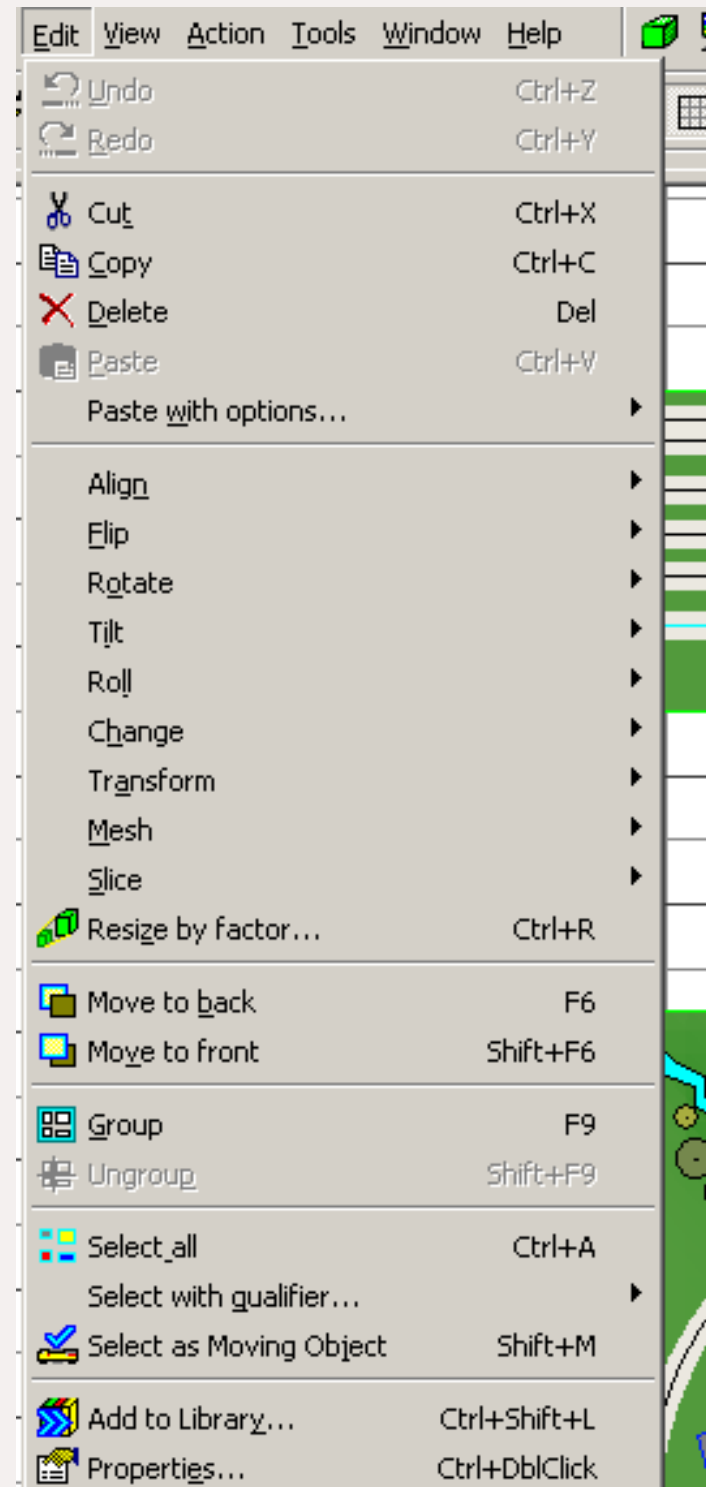 Edit View Action Tools Window Help
Undo Ctrl+Z
Redo Ctrl+Y
Cut Ctrl+X
Copy Ctrl+C
Delete Del
Paste Ctrl+V
Paste with options...
Align
Flip
Rotate
Tilt
Roll
Change
Transform
Mesh
Slice
Resize by factor... Ctrl+R
Move to back F6
Move to front Shift+F6
Group F9
Ungroup Shift+F9
Select all Ctrl+A
Select with qualifier...
Select as Moving Object Shift+M
Add to Library... Ctrl+Shift+L
Properties... Ctrl+DblClick